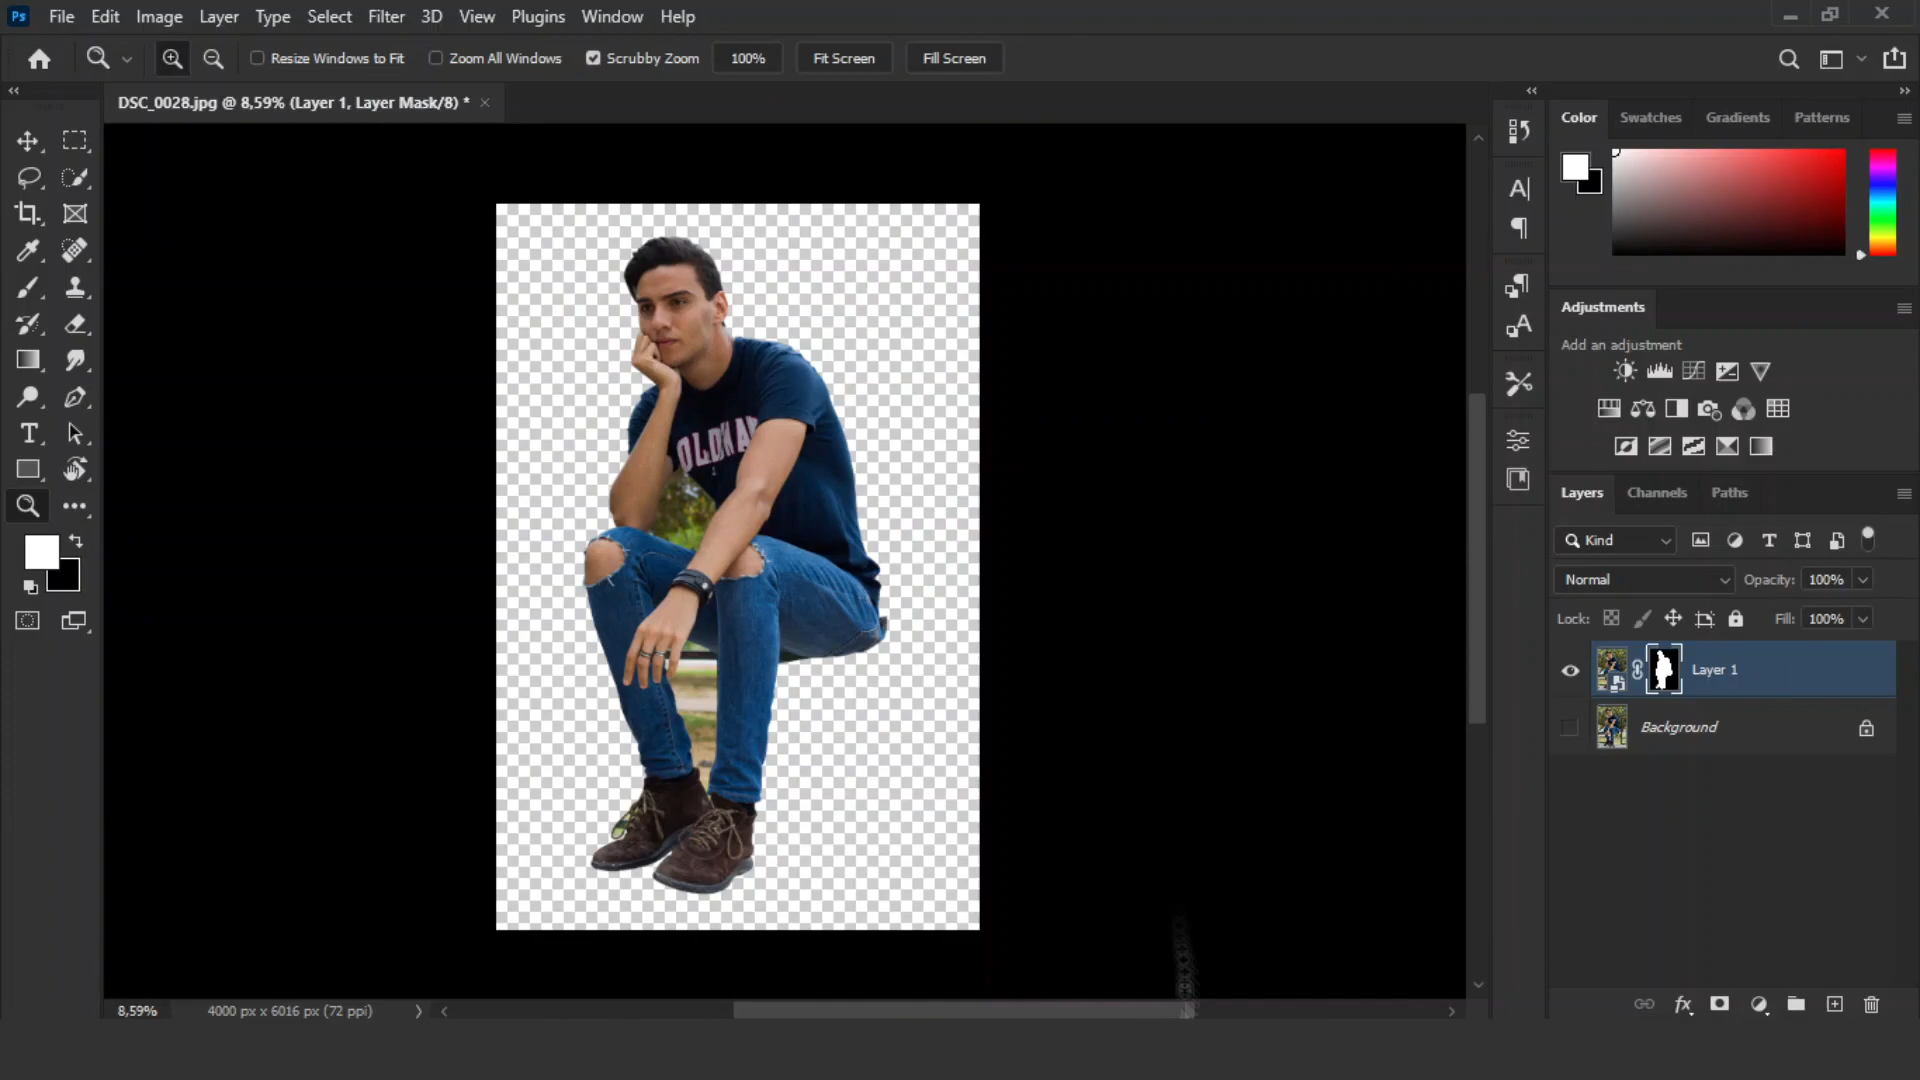 Ps File Edit Image Layer Type Select Filter 3D View Plugins Window Help
Resize Windows to Fit Zoom All Windows Scrubby Zoom 100% Fit Screen Fill Screen
DSC_0028.jpg @ 8,59% (Layer 1, Layer Mask/8) *
Color Swatches Gradients Patterns
Adjustments
Add an adjustment
OLD NA
Layers Channels Paths
Kind
Normal Opacity: 100%
Lock: Fill: 100%
Layer 1
Background
8,59% 4000 px x 6016 px (72 ppi)